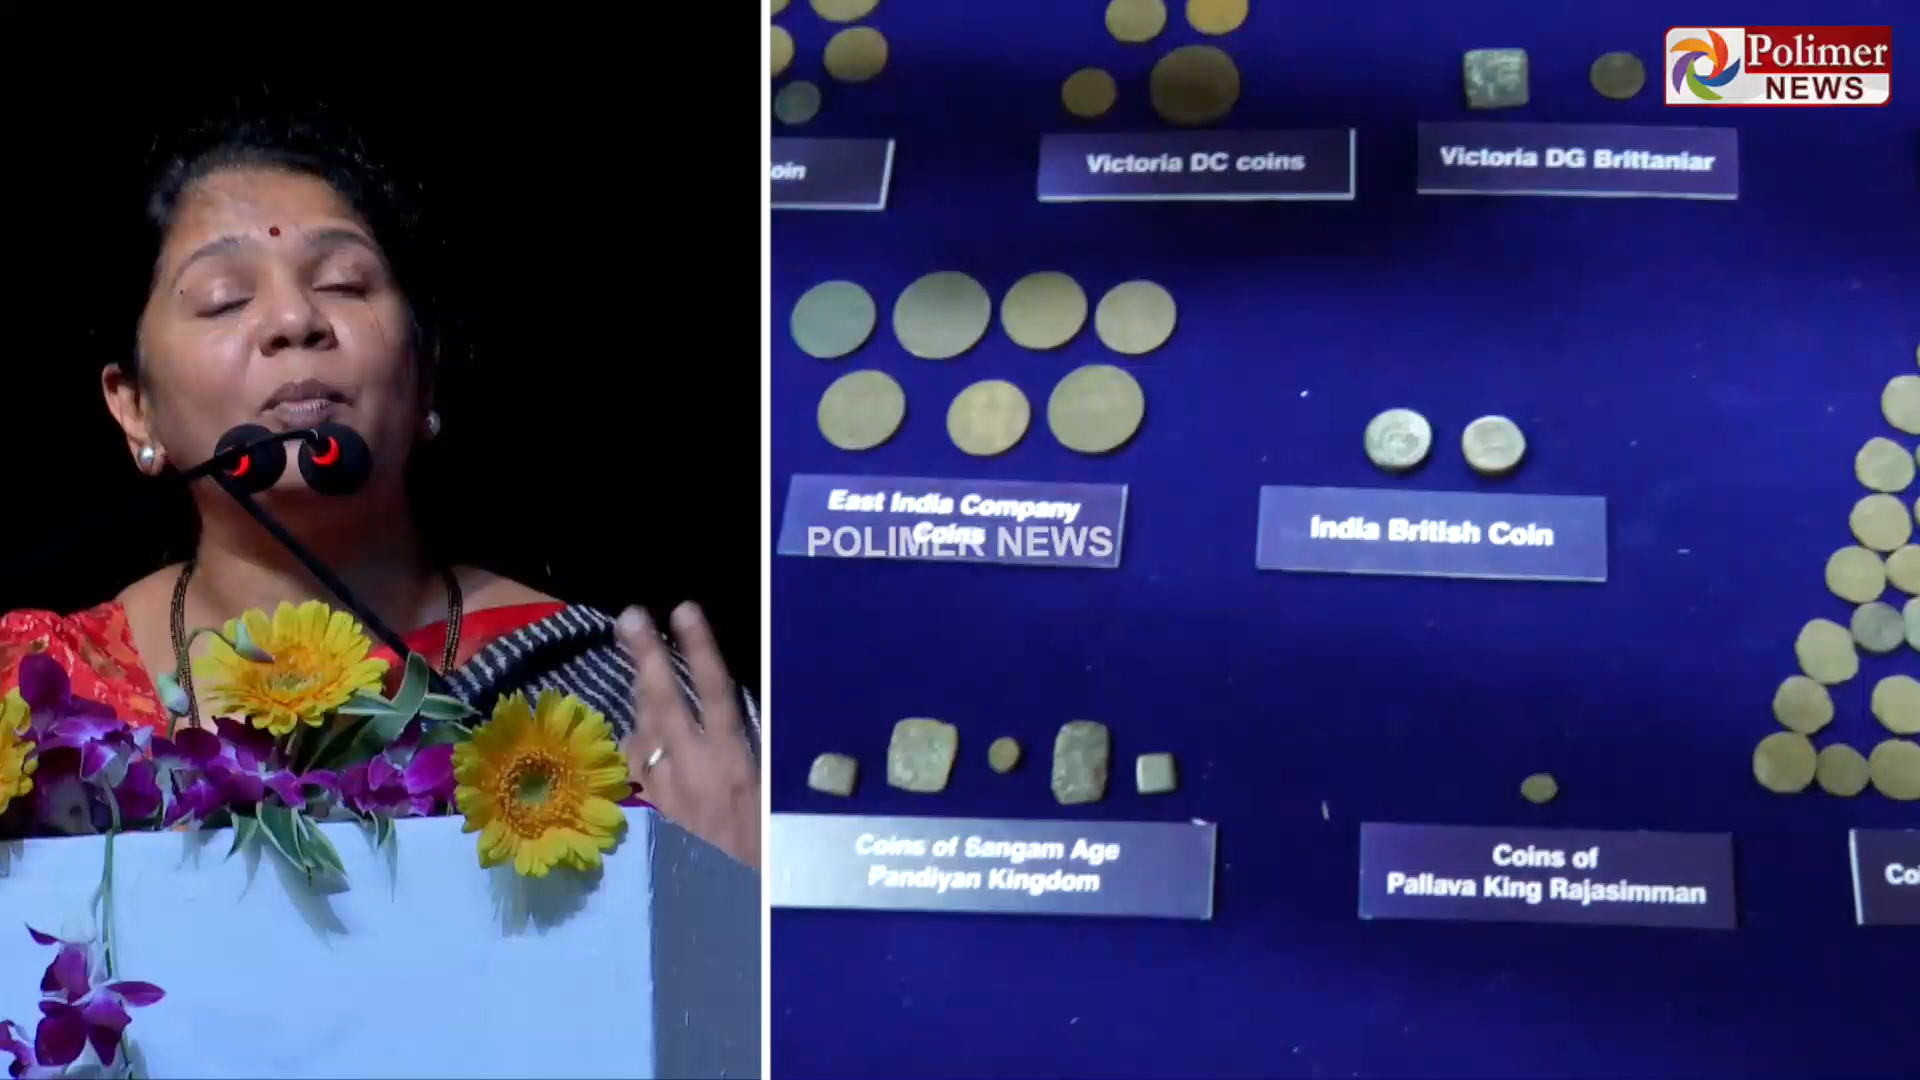 Polimer
NEWS
oin
Victoria DC coins
Victoria DG Brittaniar
East India Company
Coins
POLIMER NEWS
India British Coin
Coins of Sangam Age
Pandiyan Kingdom
Coins of
Pallava King Rajasimman
Co